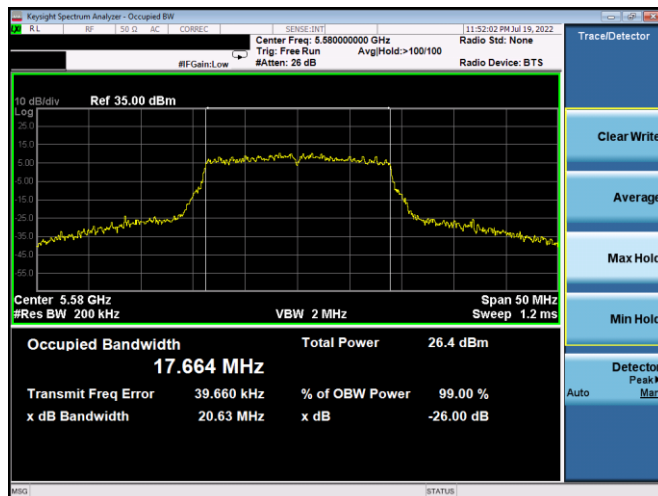 Keysight Spectrum Analyzer - Occupied BW
LXI RL RF 50 Ω AC CORREC SENSE:INT 11:52:02 PM Jul 19, 2022
Center Freq: 5.580000000 GHz Radio Std: None
Trig: Free Run Avg|Hold:>100/100
#IFGain:Low #Atten: 26 dB Radio Device: BTS
Trace/Detector
10 dB/div Ref 35.00 dBm
Log
25.0
15.0
5.00
-5.00
-15.0
-25.0
-35.0
-45.0
-55.0
Center 5.58 GHz Span 50 MHz
#Res BW 200 kHz VBW 2 MHz Sweep 1.2 ms
Occupied Bandwidth Total Power 26.4 dBm
17.664 MHz
Transmit Freq Error 39.660 kHz % of OBW Power 99.00 %
x dB Bandwidth 20.63 MHz x dB -26.00 dB
Clear Write
Average
Max Hold
Min Hold
Detector
Peak
Auto Man
MSG STATUS